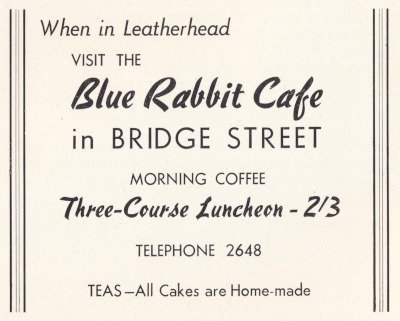 When in Leatherhead
VISIT THE
Blue Rabbit Cafe
in BRIDGE STREET
MORNING COFFEE
Three-Course Luncheon - 2/3
TELEPHONE 2648
TEAS—All Cakes are Home-made